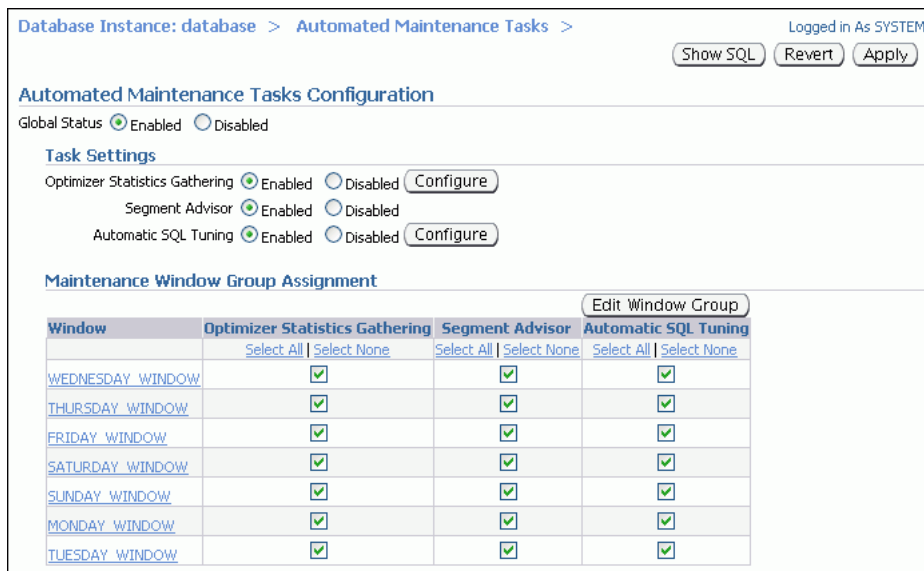 Database Instance: database > Automated Maintenance Tasks > Logged in As SYSTEM
Show SQL Revert Apply
Automated Maintenance Tasks Configuration
Global Status Enabled Disabled
Task Settings
Optimizer Statistics Gathering Enabled Disabled Configure
Segment Advisor Enabled Disabled
Automatic SQL Tuning Enabled Disabled Configure
Maintenance Window Group Assignment
Edit Window Group
Window Optimizer Statistics Gathering Segment Advisor Automatic SQL Tuning
Select All | Select None Select All | Select None Select All | Select None
WEDNESDAY_WINDOW
THURSDAY_WINDOW
FRIDAY_WINDOW
SATURDAY_WINDOW
SUNDAY_WINDOW
MONDAY_WINDOW
TUESDAY_WINDOW